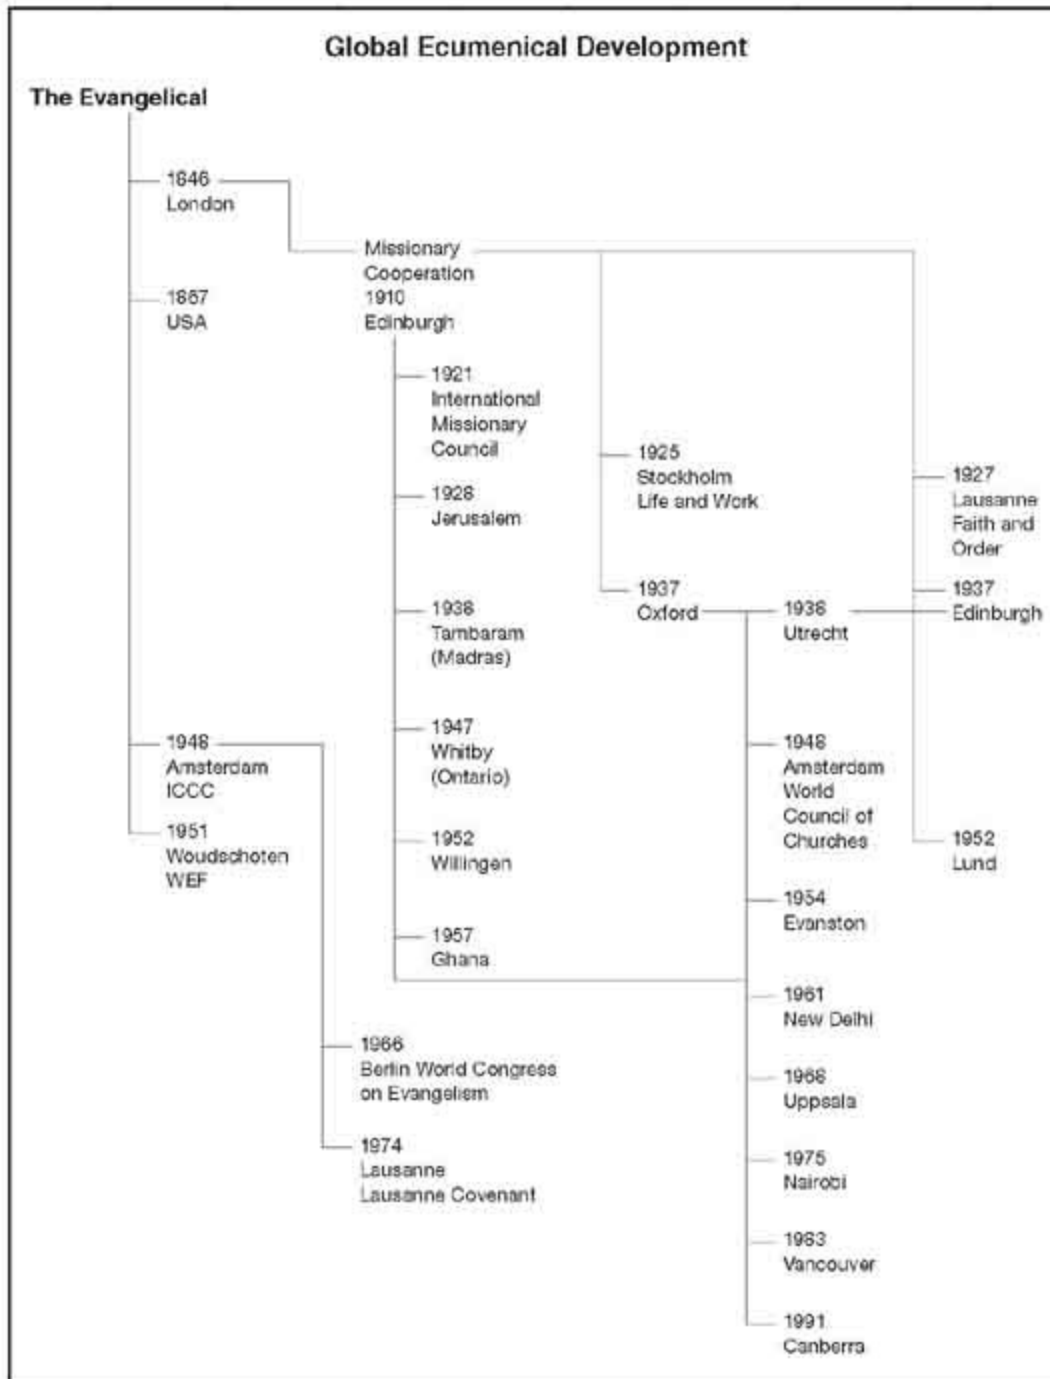 Global Ecumenical Development
The Evangelical
1846
London
1867
USA
1948
Amsterdam
ICCC
1951
Woudschoten
WEF
Missionary
Cooperation
1910
Edinburgh
1921
International
Missionary
Council
1928
Jerusalem
1938
Tambaram
(Madras)
1947
Whitby
(Ontario)
1952
Willingen
1957
Ghana
1966
Berlin World Congress
on Evangelism
1974
Lausanne
Lausanne Covenant
1925
Stockholm
Life and Work
1937
Oxford
1938
Utrecht
1948
Amsterdam
World
Council of
Churches
1954
Evanston
1961
New Delhi
1968
Uppsala
1975
Nairobi
1983
Vancouver
1991
Canberra
1927
Lausanne
Faith and
Order
1937
Edinburgh
1952
Lund